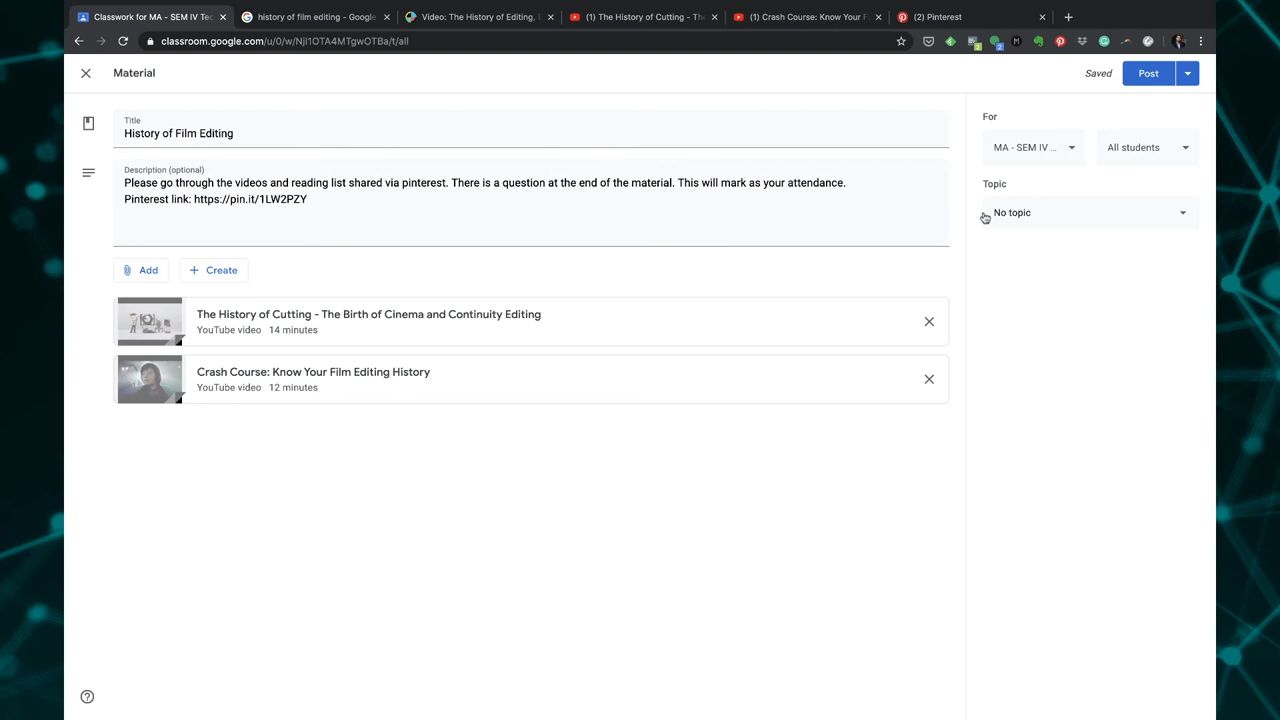 Classwork for MA - SEM IV Tec
history of film editing - Google
Video: The History of Editing, E
(1) The History of Cutting - The
(1) Crash Course: Know Your F
(2) Pinterest
classroom.google.com/u/0/w/NjI1OTA4MTgwOTBa/t/all
Material
Saved
Post
Title
History of Film Editing
Description (optional)
Please go through the videos and reading list shared via pinterest. There is a question at the end of the material. This will mark as your attendance.
Pinterest link: https://pin.it/1LW2PZY
Add
Create
The History of Cutting - The Birth of Cinema and Continuity Editing
YouTube video 14 minutes
Crash Course: Know Your Film Editing History
YouTube video 12 minutes
For
MA - SEM IV ...
All students
Topic
No topic